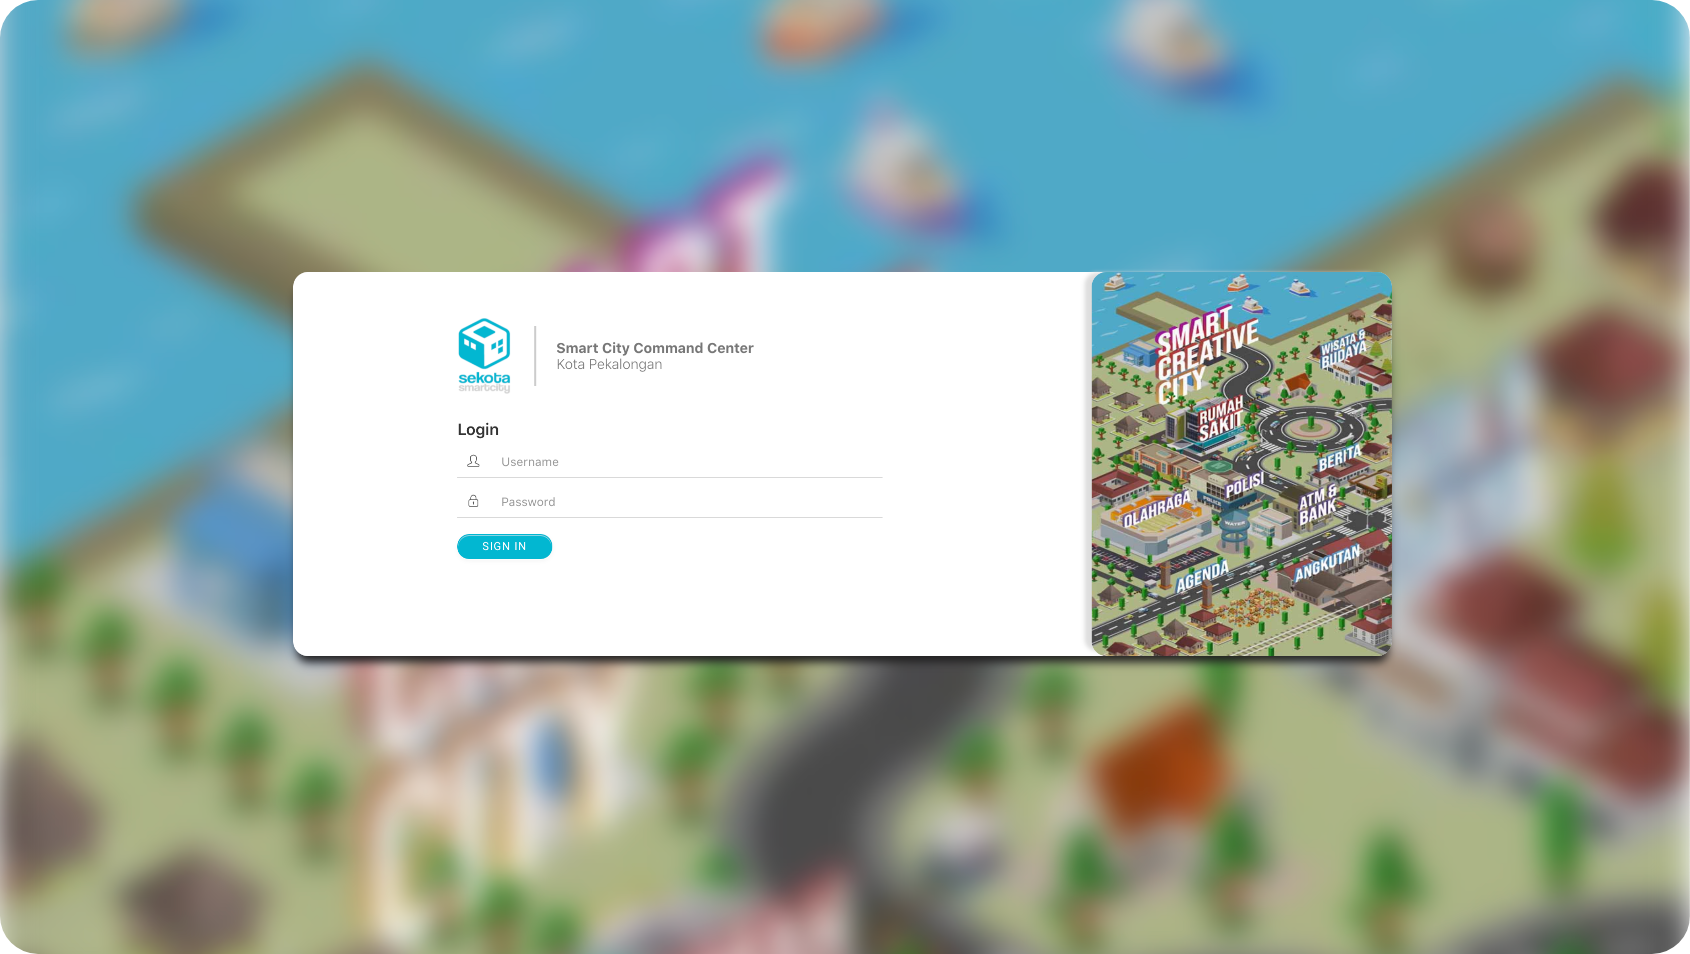 sekota
smartcity
Smart City Command Center
Kota Pekalongan
Login
Username
Password
SIGN IN
SMART
CREATIVE
CITY
WISATA &
BUDAYA
RUMAH
SAKIT
BERITA
POLISI
OLAHRAGA
ATM &
BANK
WATER
ANGKUTAN
AGENDA